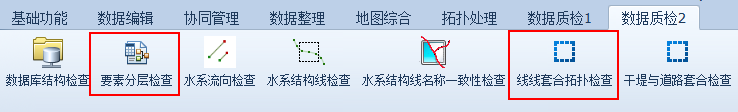 基础功能 数据编辑 协同管理 数据整理 地图综合 拓扑处理 数据质检1 数据质检2
数据库结构检查 要素分层检查 水系流向检查 水系结构线检查 水系结构线名称一致性检查 线线套合拓扑检查 干堤与道路套合检查